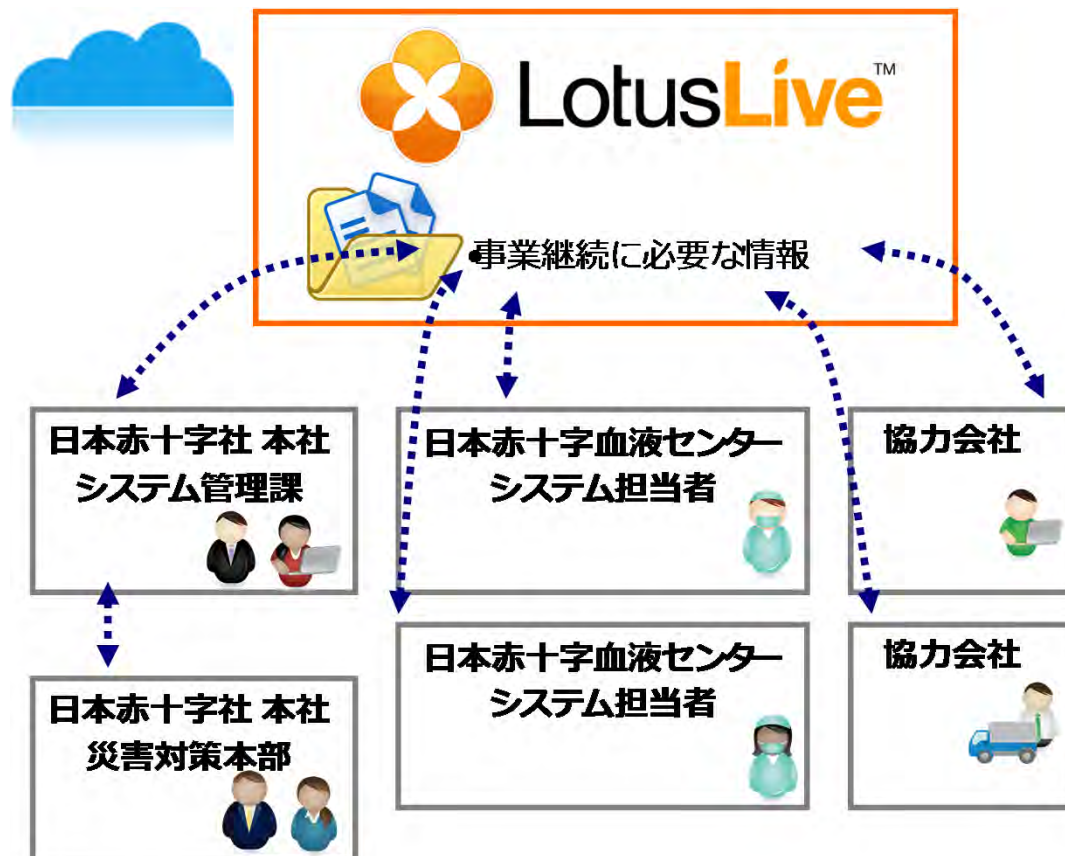 LotusLive™
•事業継続に必要な情報
日本赤十字社 本社
システム管理課
日本赤十字血液センター
システム担当者
協力会社
日本赤十字社 本社
災害対策本部
日本赤十字血液センター
システム担当者
協力会社